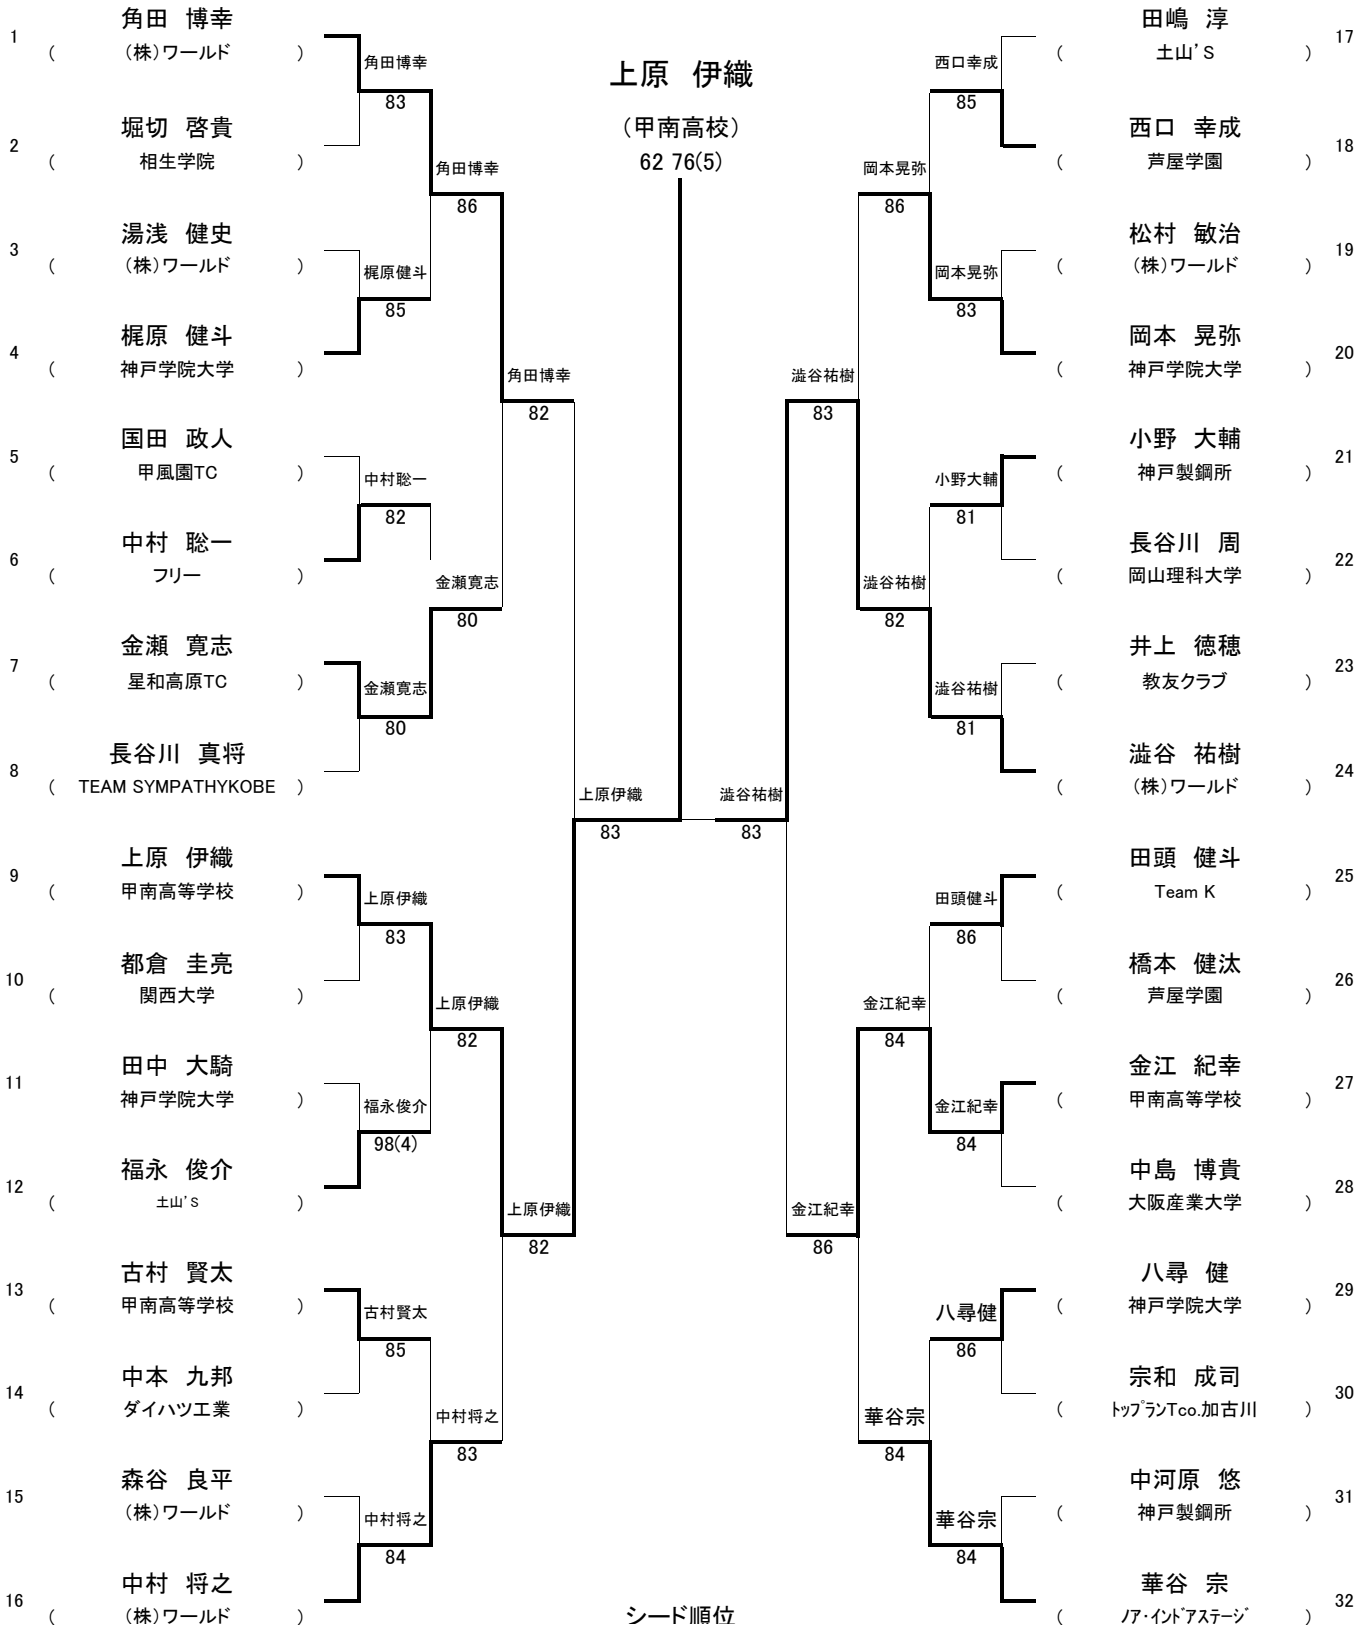 1 角田 博幸
( (株)ワールド )
2 堀切 啓貴
( 相生学院 )
3 湯浅 健史
( (株)ワールド )
4 梶原 健斗
( 神戸学院大学 )
5 国田 政人
( 甲風園TC )
6 中村 聡一
( フリー )
7 金瀬 寛志
( 星和高原TC )
8 長谷川 真将
( TEAM SYMPATHYKOBE )
9 上原 伊織
( 甲南高等学校 )
10 都倉 圭亮
( 関西大学 )
11 田中 大騎
( 神戸学院大学 )
12 福永 俊介
( 土山'S )
13 古村 賢太
( 甲南高等学校 )
14 中本 九邦
( ダイハツ工業 )
15 森谷 良平
( (株)ワールド )
16 中村 将之
( (株)ワールド )
角田博幸
83
梶原健斗
85
中村聡一
82
金瀬寛志
80
上原伊織
83
福永俊介
98(4)
古村賢太
85
中村将之
84
角田博幸
86
金瀬寛志
80
上原伊織
82
中村将之
83
角田博幸
82
上原伊織
82
上原伊織
83
上原 伊織
(甲南高校)
62 76(5)
澁谷祐樹
83
澁谷祐樹
83
金江紀幸
86
岡本晃弥
86
澁谷祐樹
82
金江紀幸
84
華谷宗
84
西口幸成
85
岡本晃弥
83
小野大輔
81
澁谷祐樹
81
田頭健斗
86
金江紀幸
84
八尋健
86
華谷宗
84
田嶋 淳 17
( 土山'S )
西口 幸成 18
( 芦屋学園 )
松村 敏治 19
( (株)ワールド )
岡本 晃弥 20
( 神戸学院大学 )
小野 大輔 21
( 神戸製鋼所 )
長谷川 周 22
( 岡山理科大学 )
井上 徳穂 23
( 教友クラブ )
澁谷 祐樹 24
( (株)ワールド )
田頭 健斗 25
( Team K )
橋本 健汰 26
( 芦屋学園 )
金江 紀幸 27
( 甲南高等学校 )
中島 博貴 28
( 大阪産業大学 )
八尋 健 29
( 神戸学院大学 )
宗和 成司 30
( トップランTco.加古川 )
中河原 悠 31
( 神戸製鋼所 )
華谷 宗 32
( ノア・インドアステージ )
シード順位